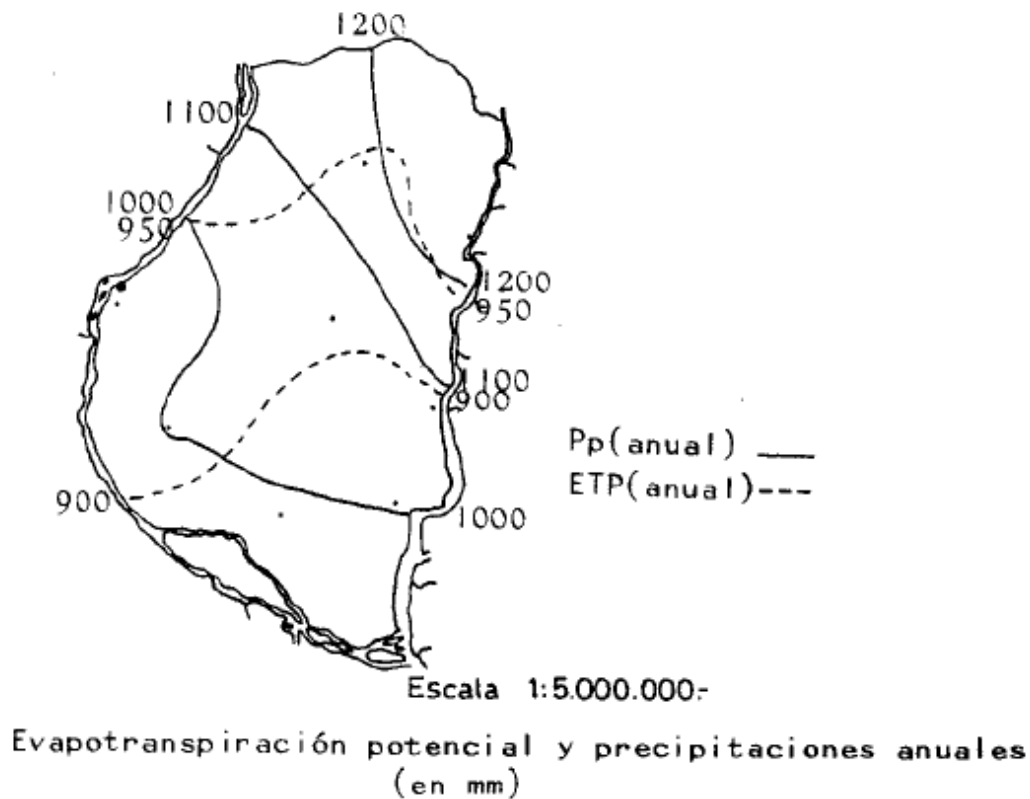 1200
1100
1000
950
1200
950
1100
900
Pp(anual)
ETP(anual)---
900
1000
Escala 1:5.000.000.-
Evapotranspiración potencial y precipitaciones anuales
(en mm)